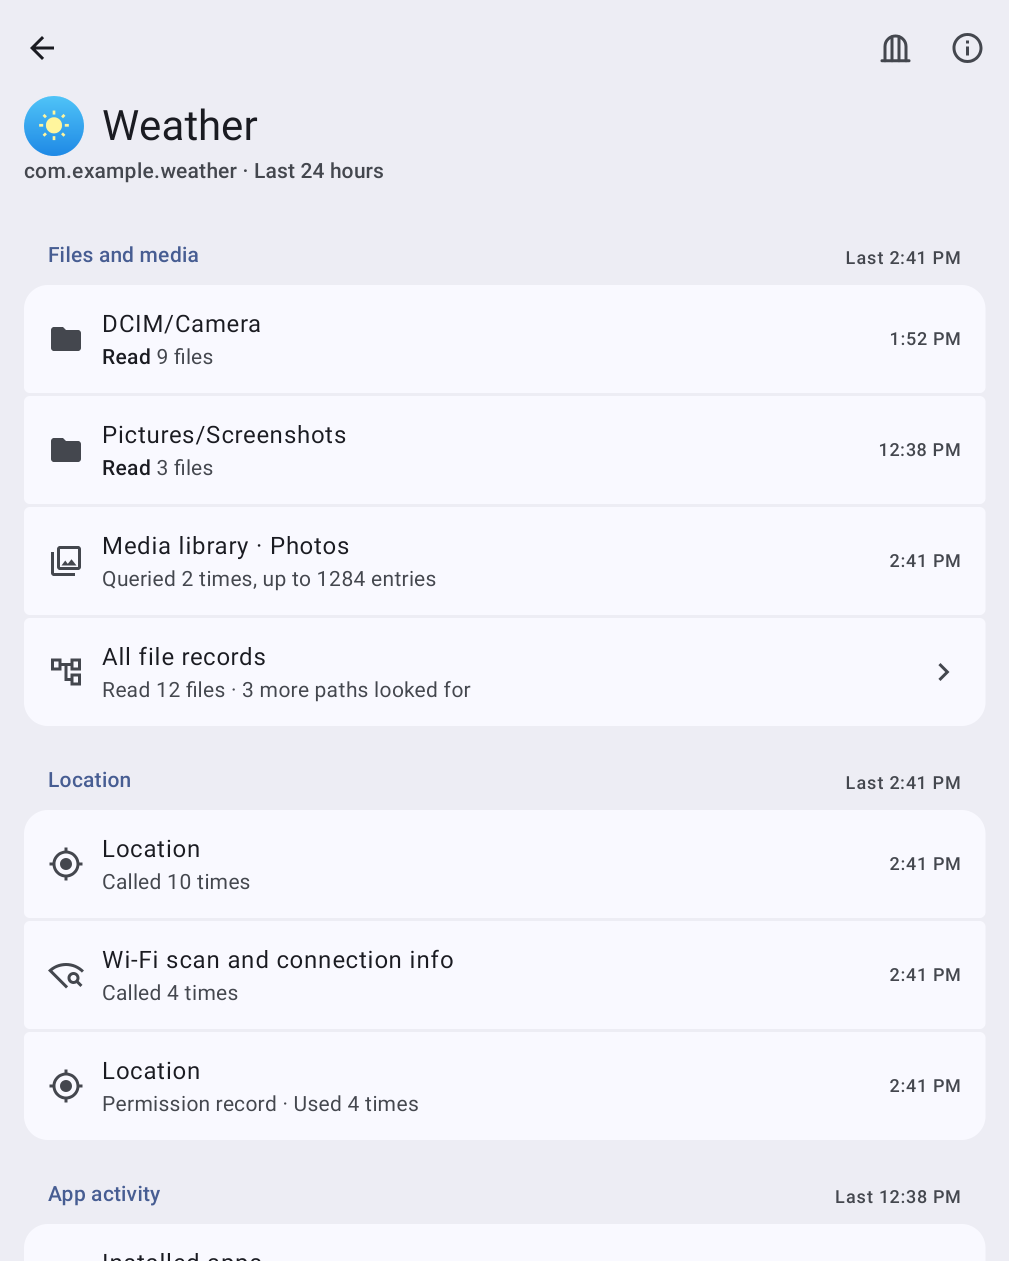 Weather
com.example.weather · Last 24 hours
Files and media
Last 2:41 PM
DCIM/Camera
Read 9 files
1:52 PM
Pictures/Screenshots
Read 3 files
12:38 PM
Media library · Photos
Queried 2 times, up to 1284 entries
2:41 PM
All file records
Read 12 files · 3 more paths looked for
Location
Last 2:41 PM
Location
Called 10 times
2:41 PM
Wi-Fi scan and connection info
Called 4 times
2:41 PM
Location
Permission record · Used 4 times
2:41 PM
App activity
Last 12:38 PM
Installed apps